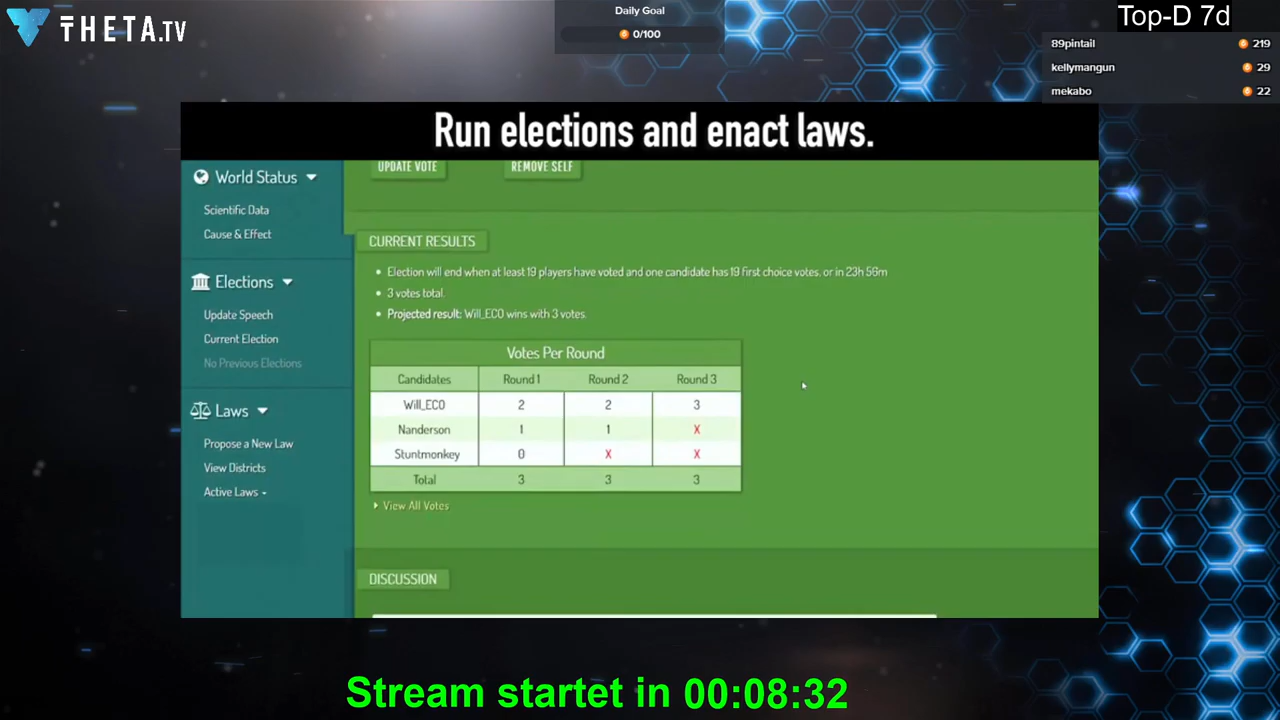 THETA.TV
Daily Goal
0/100
Top-D 7d
89pintail 219
kellymangun 29
mekabo 22
Run elections and enact laws.
World Status
Scientific Data
Cause & Effect
Elections
Update Speech
Current Election
No Previous Elections
Laws
Propose a New Law
View Districts
Active Laws
UPDATE VOTE REMOVE SELF
CURRENT RESULTS
Election will end when at least 19 players have voted and one candidate has 19 first choice votes, or in 23h 56m
3 votes total.
Projected result: Will_ECO wins with 3 votes.
Votes Per Round
Candidates Round 1 Round 2 Round 3
Will_ECO 2 2 3
Nanderson 1 1 X
Stuntmonkey 0 X X
Total 3 3 3
View All Votes
DISCUSSION
Stream startet in 00:08:32